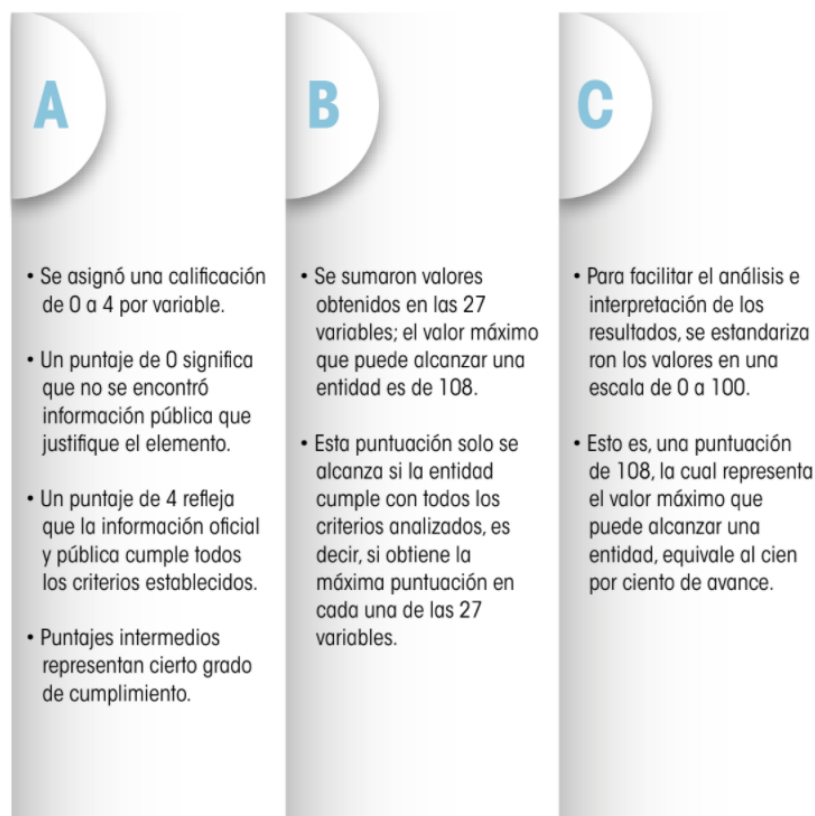 A
• Se asignó una calificación
de 0 a 4 por variable.
• Un puntaje de 0 significa
que no se encontró
información pública que
justifique el elemento.
• Un puntaje de 4 refleja
que la información oficial
y pública cumple todos
los criterios establecidos.
• Puntajes intermedios
representan cierto grado
de cumplimiento.
B
• Se sumaron valores
obtenidos en las 27
variables; el valor máximo
que puede alcanzar una
entidad es de 108.
• Esta puntuación solo se
alcanza si la entidad
cumple con todos los
criterios analizados, es
decir, si obtiene la
máxima puntuación en
cada una de las 27
variables.
C
• Para facilitar el análisis e
interpretación de los
resultados, se estandariza
ron los valores en una
escala de 0 a 100.
• Esto es, una puntuación
de 108, la cual representa
el valor máximo que
puede alcanzar una
entidad, equivale al cien
por ciento de avance.